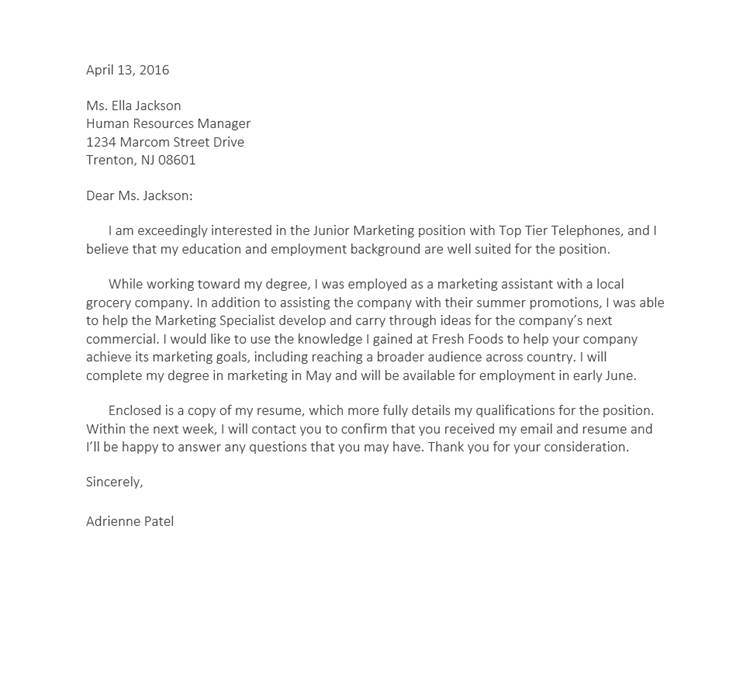 April 13, 2016
Ms. Ella Jackson
Human Resources Manager
1234 Marcom Street Drive
Trenton, NJ 08601
Dear Ms. Jackson:
I am exceedingly interested in the Junior Marketing position with Top Tier Telephones, and I
believe that my education and employment background are well suited for the position.
While working toward my degree, I was employed as a marketing assistant with a local
grocery company. In addition to assisting the company with their summer promotions, I was able
to help the Marketing Specialist develop and carry through ideas for the company’s next
commercial. I would like to use the knowledge I gained at Fresh Foods to help your company
achieve its marketing goals, including reaching a broader audience across country. I will
complete my degree in marketing in May and will be available for employment in early June.
Enclosed is a copy of my resume, which more fully details my qualifications for the position.
Within the next week, I will contact you to confirm that you received my email and resume and
I’ll be happy to answer any questions that you may have. Thank you for your consideration.
Sincerely,
Adrienne Patel